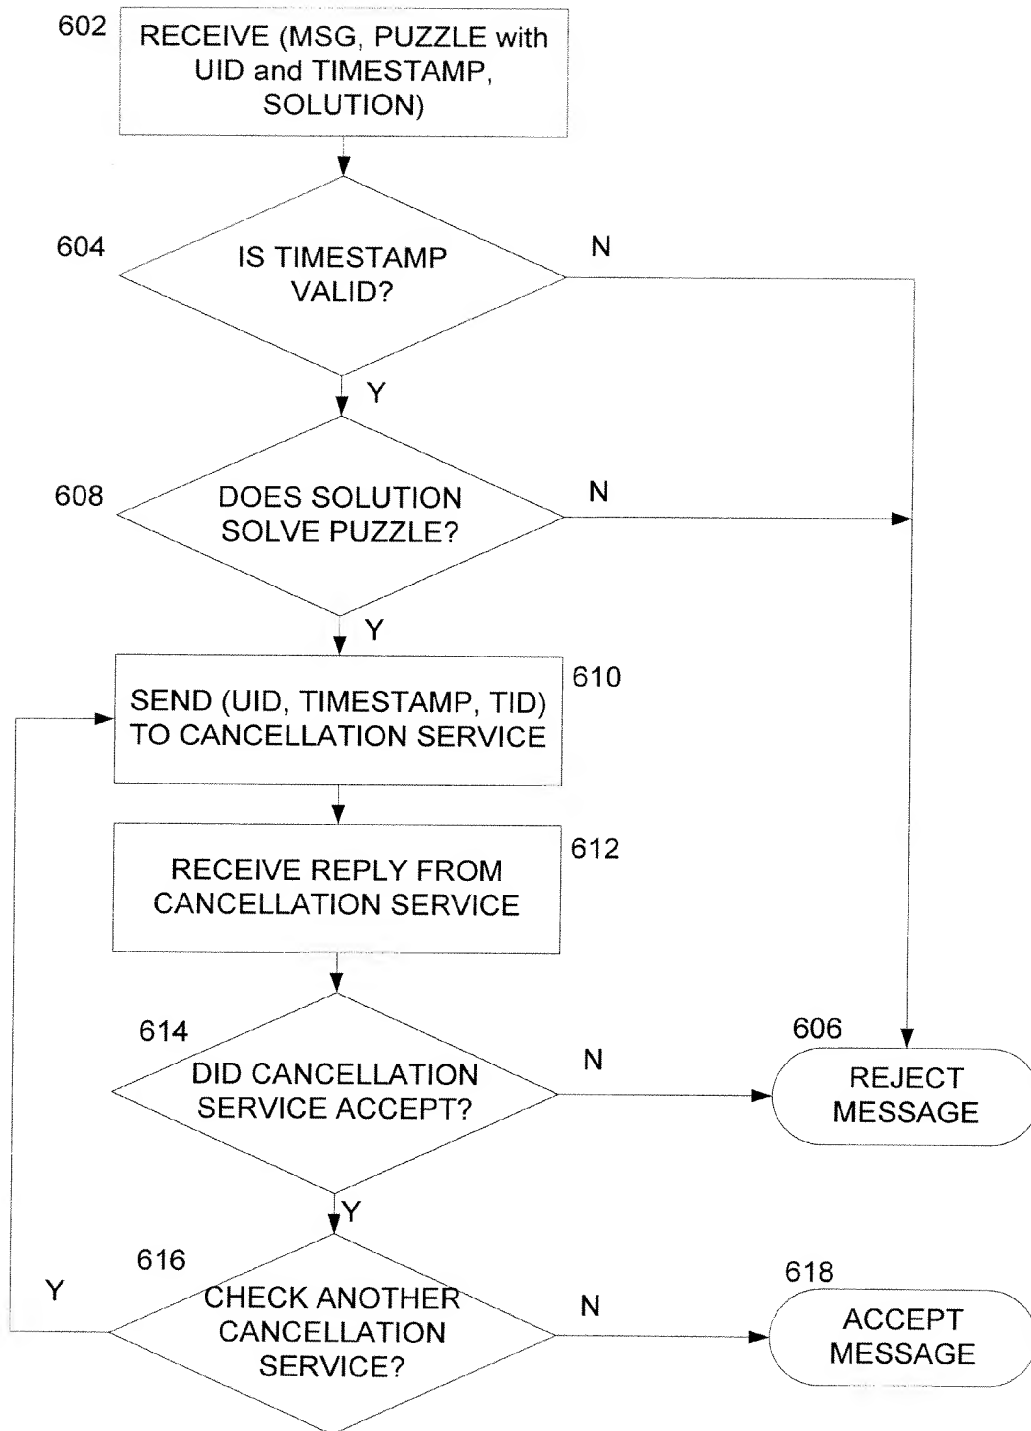 602
RECEIVE (MSG, PUZZLE with
UID and TIMESTAMP,
SOLUTION)
604
IS TIMESTAMP
VALID?
N
Y
608
DOES SOLUTION
SOLVE PUZZLE?
N
Y
610
SEND (UID, TIMESTAMP, TID)
TO CANCELLATION SERVICE
612
RECEIVE REPLY FROM
CANCELLATION SERVICE
614
DID CANCELLATION
SERVICE ACCEPT?
N
606
REJECT
MESSAGE
Y
616
CHECK ANOTHER
CANCELLATION
SERVICE?
Y
N
618
ACCEPT
MESSAGE